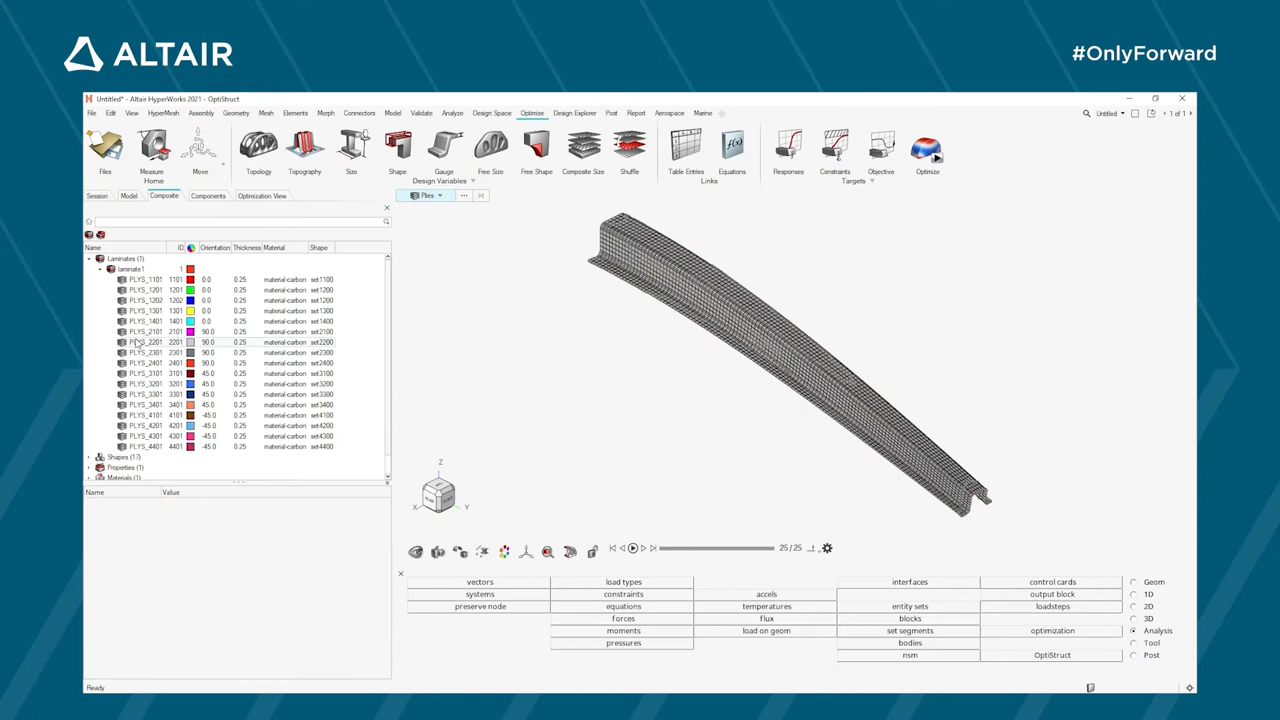 ALTAIR
#OnlyForward
Untitled* - Altair HyperWorks 2021 - OptiStruct
File Edit View HyperMesh Assembly Geometry Mesh Elements Morph Connectors Model Validate Analyze Design Space Optimize Design Explorer Post Report Aerospace Marine
Untitled 1 of 1
Files Measure Move Topology Topography Size Shape Gauge Free Size Free Shape Composite Size Shuffle Table Entries Equations Responses Constraints Objective Optimize
Home Design Variables Links Targets
Session Model Composite Components Optimization View
Plies
Name ID Orientation Thickness Material Shape
Laminates (1)
laminate1 1
PLYS_1101 1101 0.0 0.25 material-carbon set1100
PLYS_1201 1201 0.0 0.25 material-carbon set1200
PLYS_1202 1202 0.0 0.25 material-carbon set1200
PLYS_1301 1301 0.0 0.25 material-carbon set1300
PLYS_1401 1401 0.0 0.25 material-carbon set1400
PLYS_2101 2101 90.0 0.25 material-carbon set2100
PLYS_2201 2201 90.0 0.25 material-carbon set2200
PLYS_2301 2301 90.0 0.25 material-carbon set2300
PLYS_2401 2401 90.0 0.25 material-carbon set2400
PLYS_3101 3101 45.0 0.25 material-carbon set3100
PLYS_3201 3201 45.0 0.25 material-carbon set3200
PLYS_3301 3301 45.0 0.25 material-carbon set3300
PLYS_3401 3401 45.0 0.25 material-carbon set3400
PLYS_4101 4101 -45.0 0.25 material-carbon set4100
PLYS_4201 4201 -45.0 0.25 material-carbon set4200
PLYS_4301 4301 -45.0 0.25 material-carbon set4300
PLYS_4401 4401 -45.0 0.25 material-carbon set4400
Shapes (17)
Properties (1)
Materials (1)
Name Value
Z
X Y
25 / 25
vectors load types interfaces control cards Geom
systems constraints accels output block 1D
preserve node equations temperatures entity sets loadsteps 2D
forces flux blocks 3D
moments load on geom set segments optimization Analysis
pressures bodies Tool
nsm OptiStruct Post
Ready